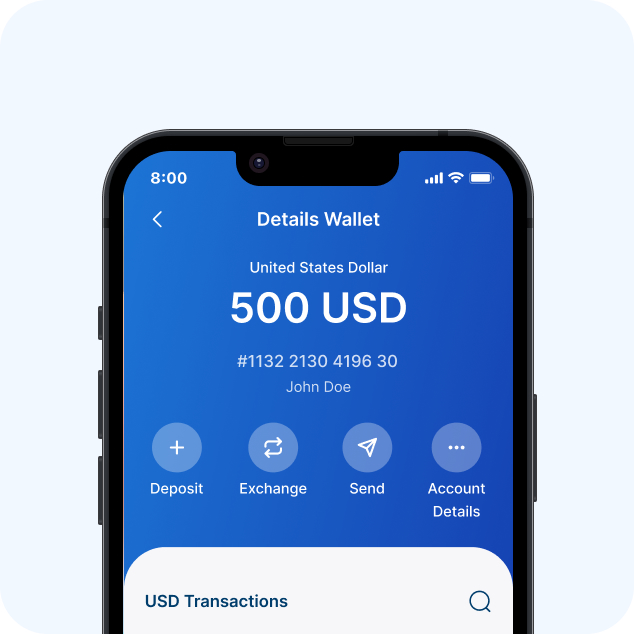 8:00
Details Wallet
United States Dollar
500 USD
#1132 2130 4196 30
John Doe
Deposit
Exchange
Send
Account
Details
USD Transactions